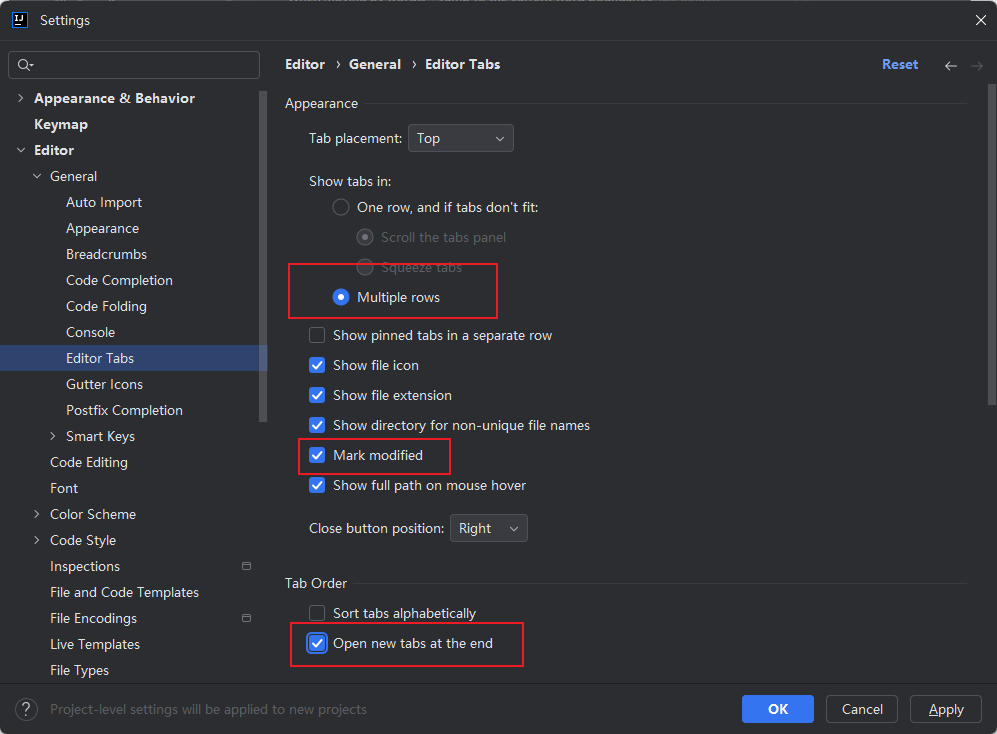 Settings
Appearance & Behavior
Keymap
Editor
General
Auto Import
Appearance
Breadcrumbs
Code Completion
Code Folding
Console
Editor Tabs
Gutter Icons
Postfix Completion
Smart Keys
Code Editing
Font
Color Scheme
Code Style
Inspections
File and Code Templates
File Encodings
Live Templates
File Types
Editor › General › Editor Tabs
Reset
Appearance
Tab placement: Top
Show tabs in:
One row, and if tabs don't fit:
Scroll the tabs panel
Squeeze tabs
Multiple rows
Show pinned tabs in a separate row
Show file icon
Show file extension
Show directory for non-unique file names
Mark modified
Show full path on mouse hover
Close button position: Right
Tab Order
Sort tabs alphabetically
Open new tabs at the end
? Project-level settings will be applied to new projects
OK Cancel Apply